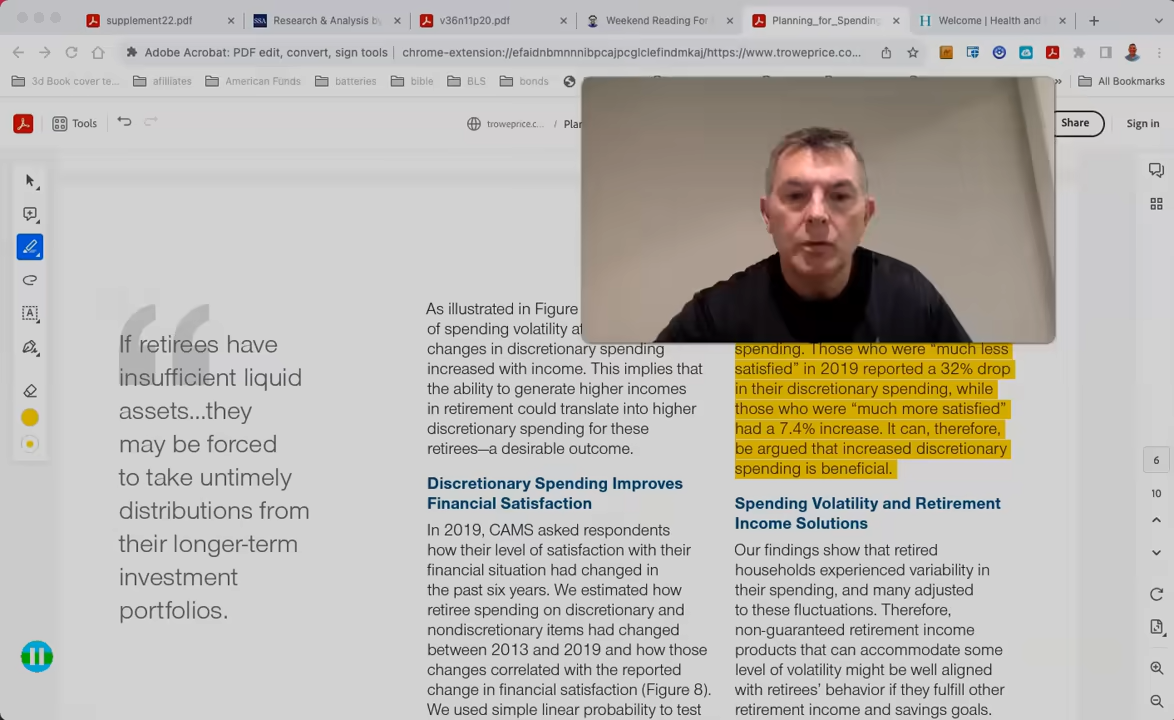 supplement22.pdf
Research & Analysis by
v36n11p20.pdf
Weekend Reading For
Planning_for_Spending
Welcome | Health and
Adobe Acrobat: PDF edit, convert, sign tools
chrome-extension://efaidnbmnnnibpcajpcglclefindmkaj/https://www.troweprice.co...
3d Book cover te...
afilliates
American Funds
batteries
bible
BLS
bonds
All Bookmarks
Tools
troweprice.c... / Plan
Share
Sign in
“
If retirees have
insufficient liquid
assets...they
may be forced
to take untimely
distributions from
their longer-term
investment
portfolios.
As illustrated in Figure
of spending volatility
changes in discretionary spending
increased with income. This implies that
the ability to generate higher incomes
in retirement could translate into higher
discretionary spending for these
retirees—a desirable outcome.
Discretionary Spending Improves
Financial Satisfaction
In 2019, CAMS asked respondents
how their level of satisfaction with their
financial situation had changed in
the past six years. We estimated how
retiree spending on discretionary and
nondiscretionary items had changed
between 2013 and 2019 and how those
changes correlated with the reported
change in financial satisfaction (Figure 8).
We used simple linear probability to test
spending. Those who were “much less
satisfied” in 2019 reported a 32% drop
in their discretionary spending, while
those who were “much more satisfied”
had a 7.4% increase. It can, therefore,
be argued that increased discretionary
spending is beneficial.
Spending Volatility and Retirement
Income Solutions
Our findings show that retired
households experienced variability in
their spending, and many adjusted
to these fluctuations. Therefore,
non-guaranteed retirement income
products that can accommodate some
level of volatility might be well aligned
with retirees’ behavior if they fulfill other
retirement income and savings goals.
6
10